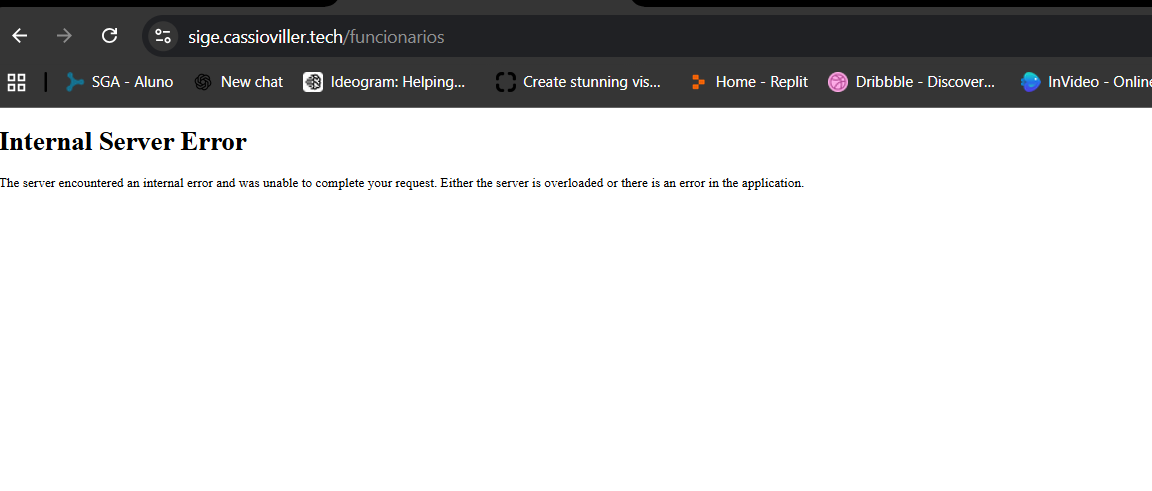 sige.cassioviller.tech/funcionarios
SGA - Aluno New chat Ideogram: Helping... Create stunning vis... Home - Replit Dribbble - Discover... InVideo - Online
Internal Server Error
The server encountered an internal error and was unable to complete your request. Either the server is overloaded or there is an error in the application.